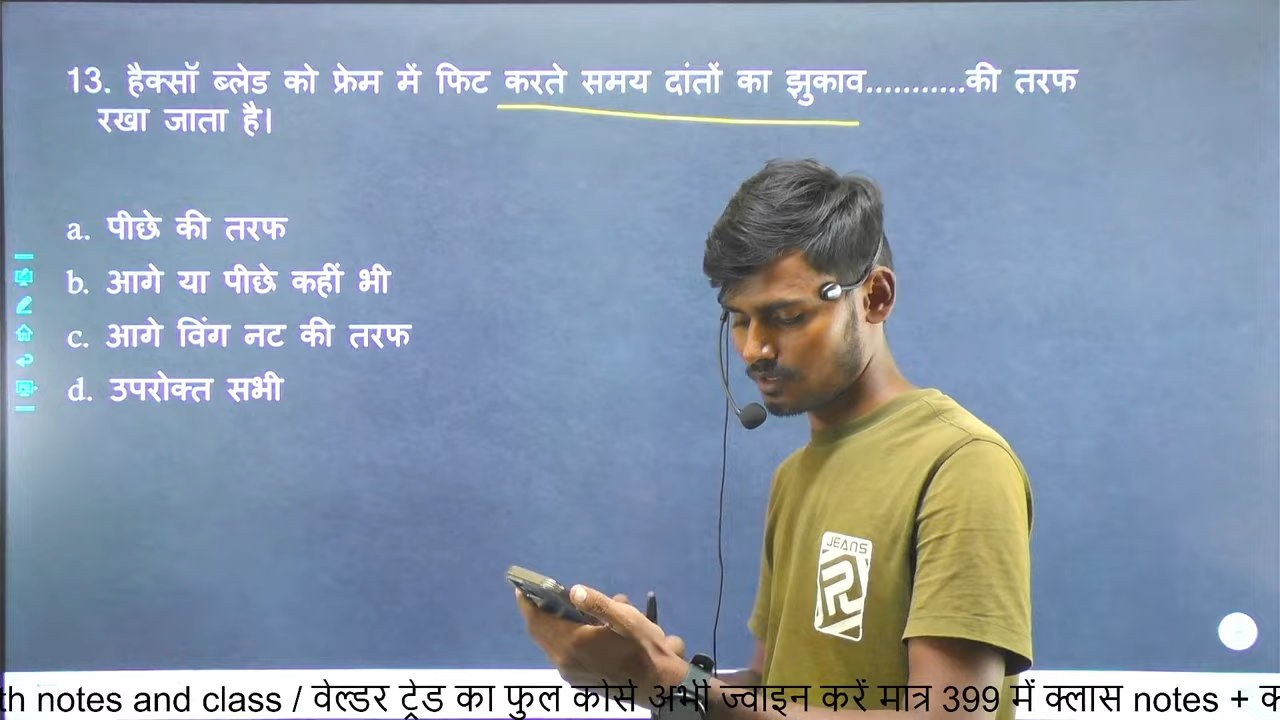 13. हैक्सॉ ब्लेड को फ्रेम में फिट करते समय दांतों का झुकाव...........की तरफ
रखा जाता है।
a. पीछे की तरफ
b. आगे या पीछे कहीं भी
c. आगे विंग नट की तरफ
d. उपरोक्त सभी
JEANS
th notes and class / वेल्डर ट्रेड का फुल कोर्स अभी ज्वाइन करें मात्र 399 में क्लास notes +